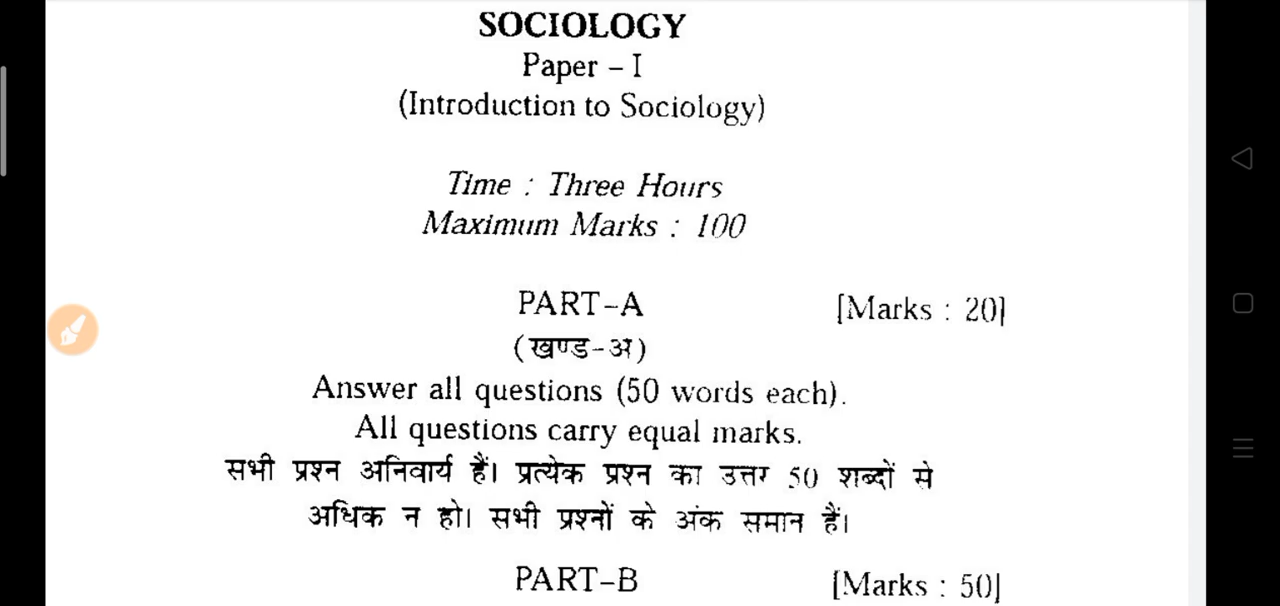 SOCIOLOGY
Paper – I
(Introduction to Sociology)
Time : Three Hours
Maximum Marks : 100
PART–A [Marks : 20]
(खण्ड-अ)
Answer all questions (50 words each).
All questions carry equal marks.
सभी प्रश्न अनिवार्य हैं। प्रत्येक प्रश्न का उत्तर 50 शब्दों से
अधिक न हो। सभी प्रश्नों के अंक समान हैं।
PART–B [Marks : 50]